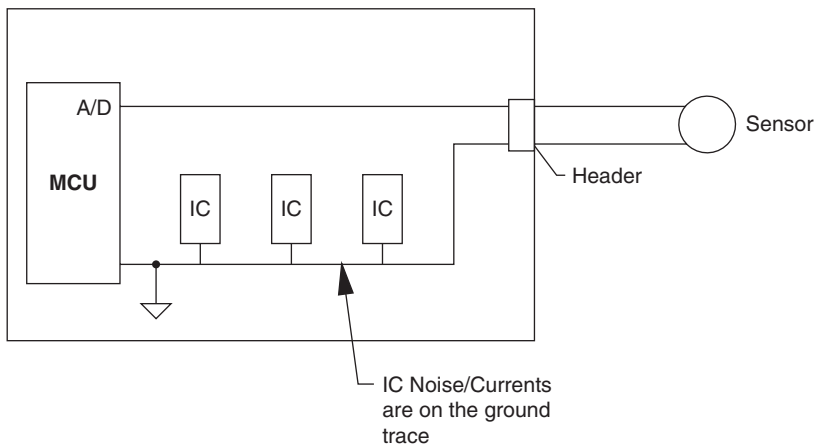 A/D
Sensor
MCU
Header
IC
IC
IC
IC Noise/Currents
are on the ground
trace